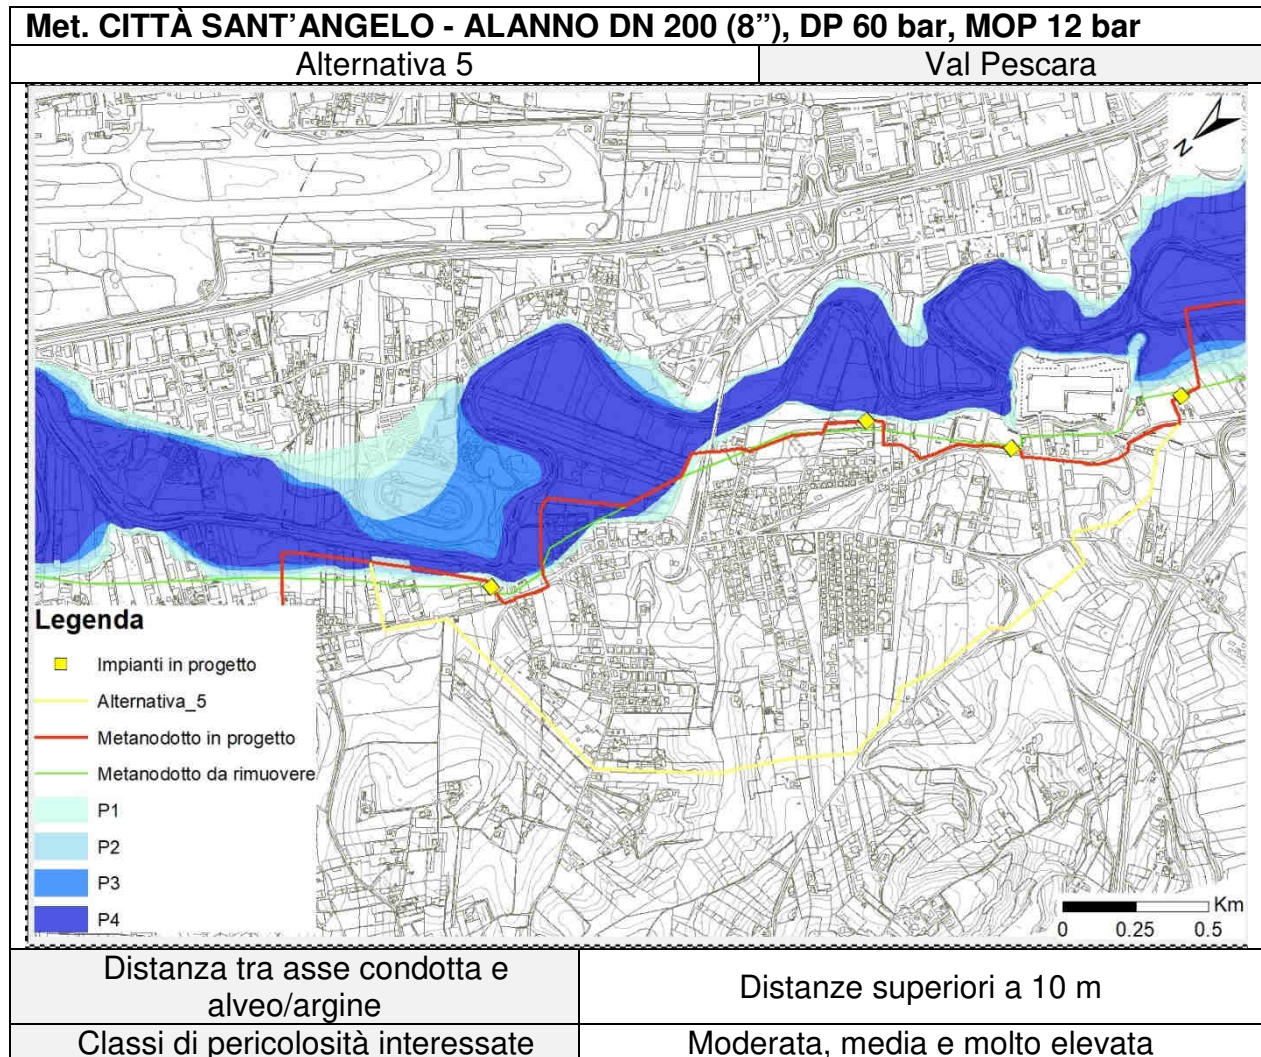 Met. CITTÀ SANT’ANGELO - ALANNO DN 200 (8”), DP 60 bar, MOP 12 bar
Alternativa 5
Val Pescara
N
Legenda
Impianti in progetto
Alternativa_5
Metanodotto in progetto
Metanodotto da rimuovere
P1
P2
P3
P4
Km
0 0.25 0.5
Distanza tra asse condotta e
alveo/argine
Distanze superiori a 10 m
Classi di pericolosità interessate
Moderata, media e molto elevata